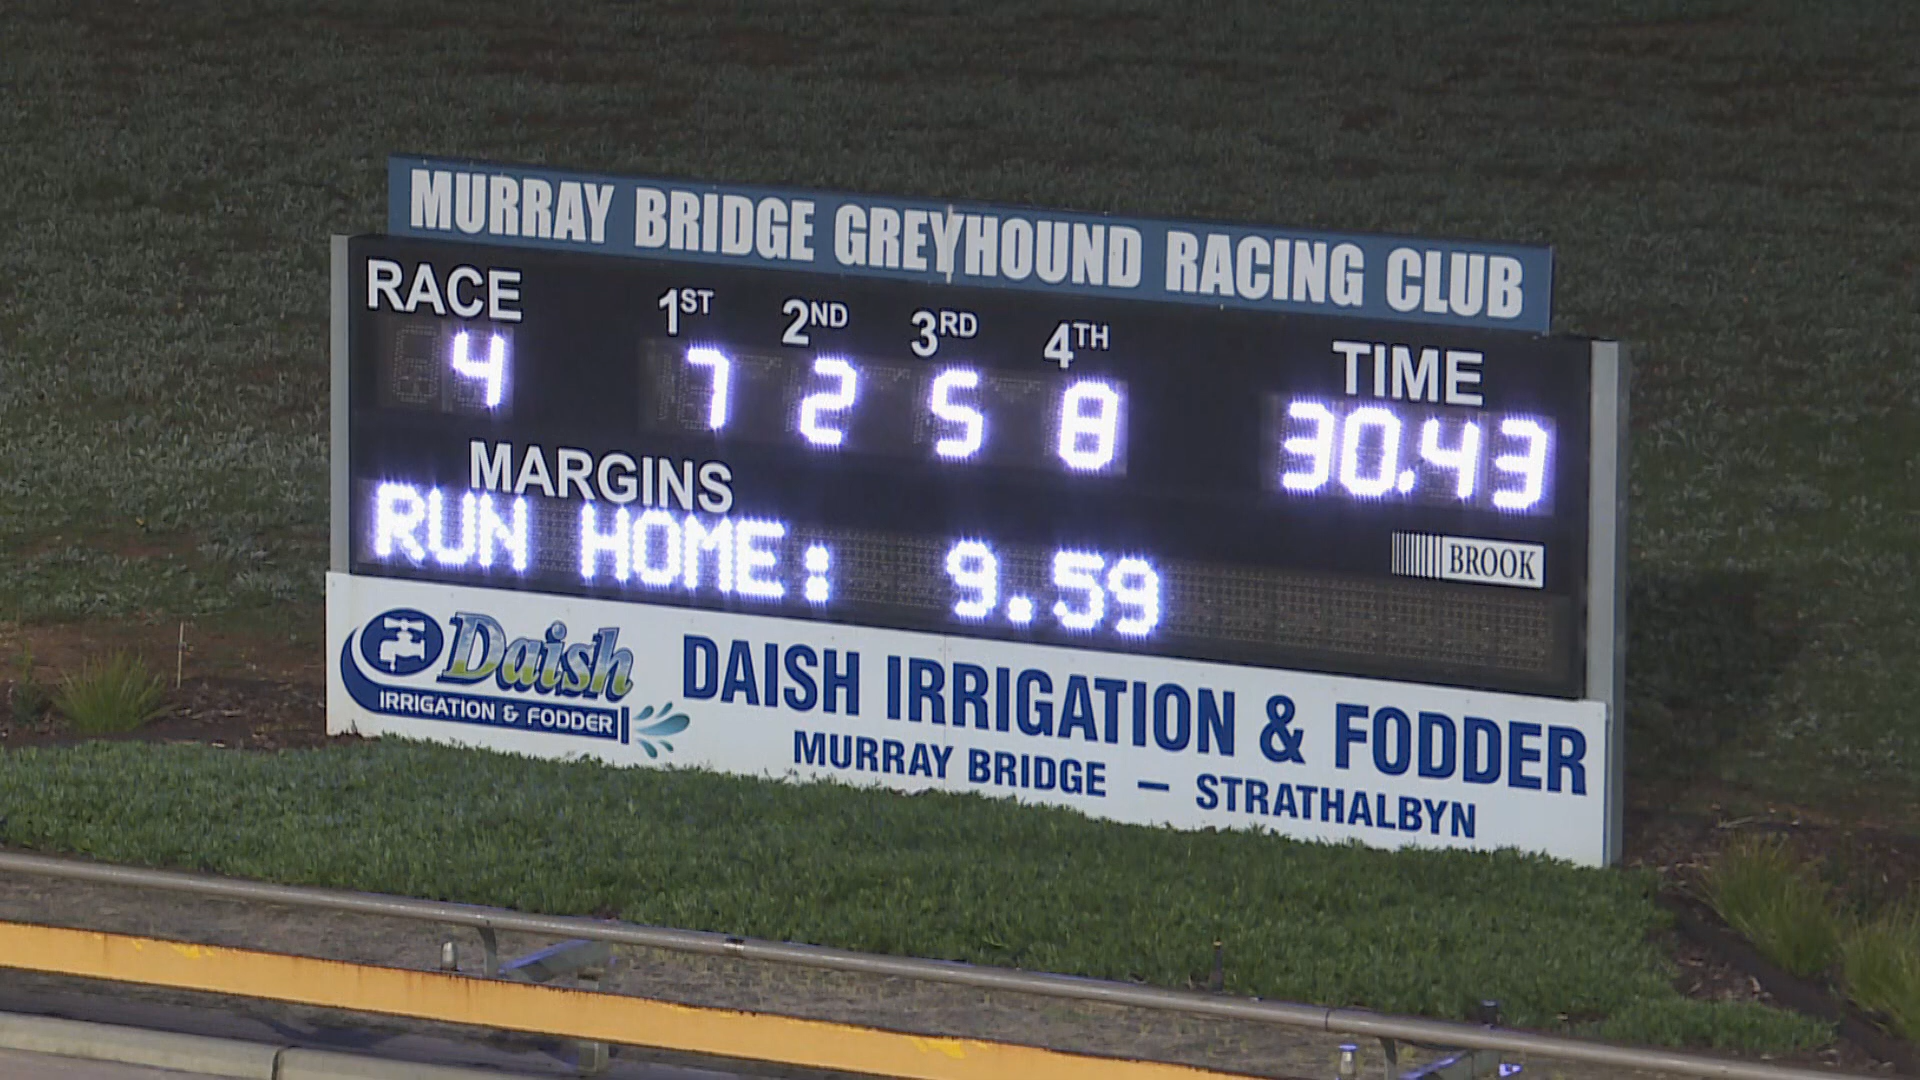 MURRAY BRIDGE GREYHOUND RACING CLUB
RACE 1ST 2ND 3RD 4TH TIME
4 7 2 5 8 30.43
MARGINS
RUN HOME: 9.59
BROOK
Daish
IRRIGATION & FODDER
DAISH IRRIGATION & FODDER
MURRAY BRIDGE – STRATHALBYN